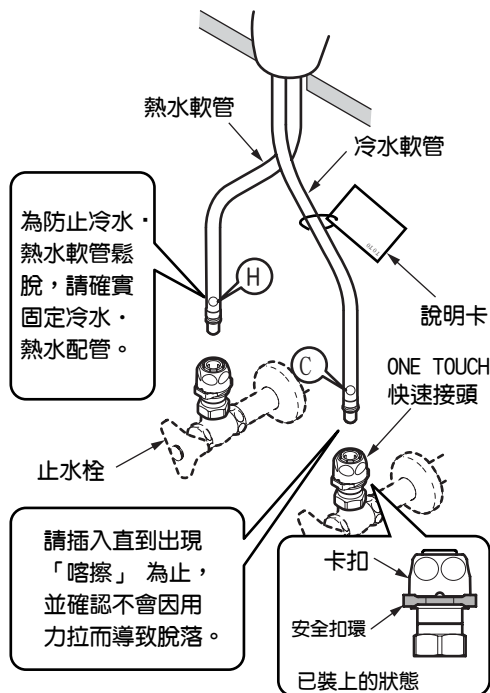 熱水軟管
冷水軟管
為防止冷水・
熱水軟管鬆
脫，請確實
固定冷水・
熱水配管。
H
說明卡
C
ONE TOUCH
快速接頭
止水栓
請插入直到出現
「喀擦」 為止，
並確認不會因用
力拉而導致脫落。
卡扣
安全扣環
已裝上的狀態